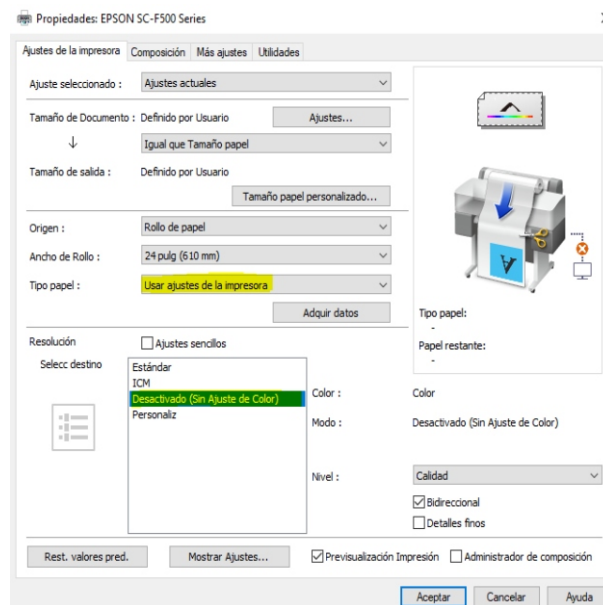 Propiedades: EPSON SC-F500 Series
Ajustes de la impresora Composición Más ajustes Utilidades
Ajuste seleccionado : Ajustes actuales
Tamaño de Documento : Definido por Usuario Ajustes...
Igual que Tamaño papel
Tamaño de salida : Definido por Usuario
Tamaño papel personalizado...
Origen : Rollo de papel
Ancho de Rollo : 24 pulg (610 mm)
Tipo papel : Usar ajustes de la impresora
Adquir datos
Tipo papel:
-
Papel restante:
-
Resolución Ajustes sencillos
Selecc destino
Estándar
ICM
Desactivado (Sin Ajuste de Color)
Personaliz
Color : Color
Modo : Desactivado (Sin Ajuste de Color)
Nivel : Calidad
Bidireccional
Detalles finos
Rest. valores pred. Mostrar Ajustes... Previsualización Impresión Administrador de composición
Aceptar Cancelar Ayuda